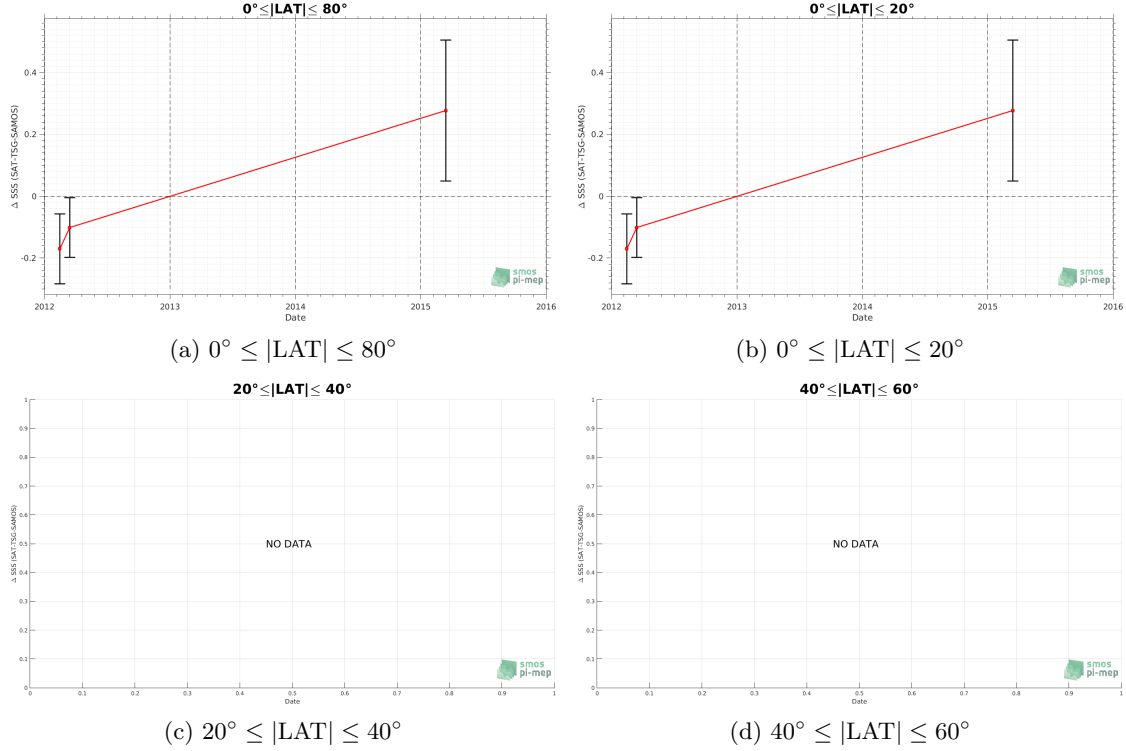 0°≤|LAT|≤ 80°
0.4
0.2
0
-0.2
Δ SSS (SAT-TSG-SAMOS)
2012 2013 2014 2015 2016
Date
smos
pi-mep
(a) 0° ≤ |LAT| ≤ 80°
0°≤|LAT|≤ 20°
0.4
0.2
0
-0.2
Δ SSS (SAT-TSG-SAMOS)
2012 2013 2014 2015 2016
Date
smos
pi-mep
(b) 0° ≤ |LAT| ≤ 20°
20°≤|LAT|≤ 40°
1
0.9
0.8
0.7
0.6
0.5
0.4
0.3
0.2
0.1
0
Δ SSS (SAT-TSG-SAMOS)
NO DATA
0 0.1 0.2 0.3 0.4 0.5 0.6 0.7 0.8 0.9 1
Date
smos
pi-mep
(c) 20° ≤ |LAT| ≤ 40°
40°≤|LAT|≤ 60°
1
0.9
0.8
0.7
0.6
0.5
0.4
0.3
0.2
0.1
0
Δ SSS (SAT-TSG-SAMOS)
NO DATA
0 0.1 0.2 0.3 0.4 0.5 0.6 0.7 0.8 0.9 1
Date
smos
pi-mep
(d) 40° ≤ |LAT| ≤ 60°